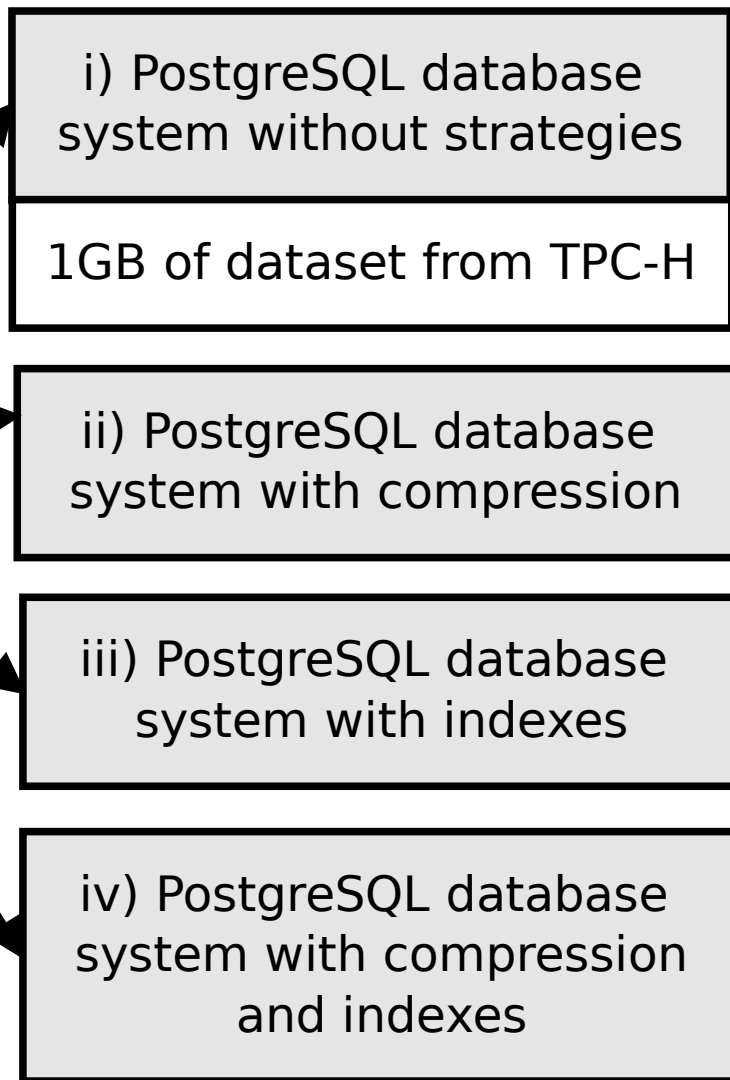 i) PostgreSQL database
system without strategies
1GB of dataset from TPC-H
ii) PostgreSQL database
system with compression
iii) PostgreSQL database
system with indexes
iv) PostgreSQL database
system with compression
and indexes